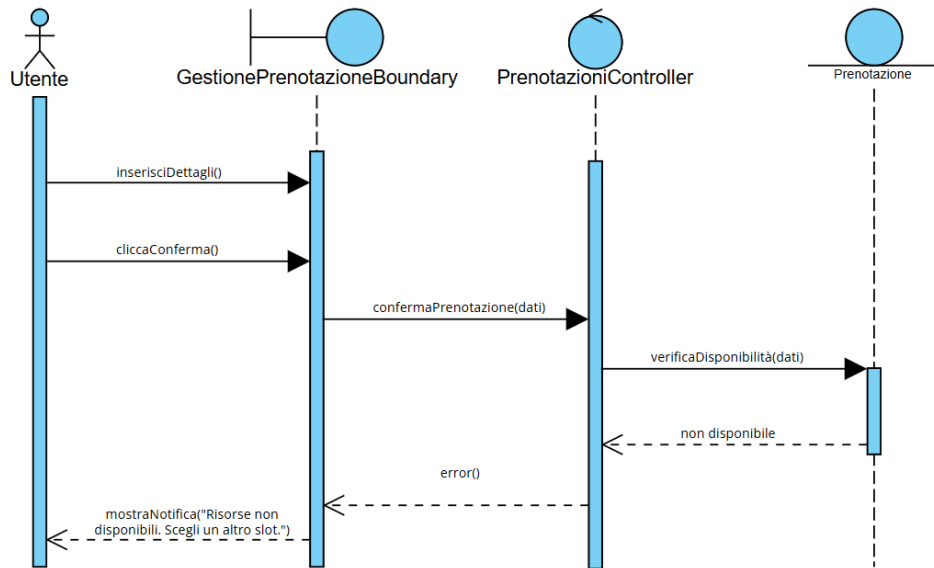 Utente
GestionePrenotazioneBoundary
PrenotazioniController
Prenotazione
inserisciDettagli()
cliccaConferma()
confermaPrenotazione(dati)
verificaDisponibilità(dati)
non disponibile
error()
mostraNotifica("Risorse non
disponibili. Scegli un altro slot.")